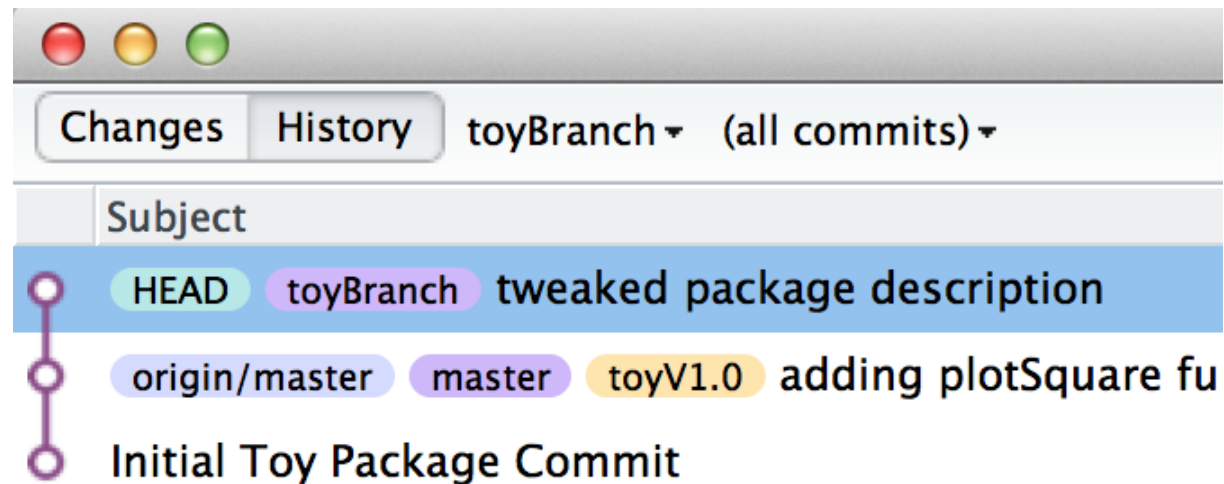 Changes History toyBranch (all commits)
Subject
HEAD toyBranch tweaked package description
origin/master master toyV1.0 adding plotSquare fu
Initial Toy Package Commit